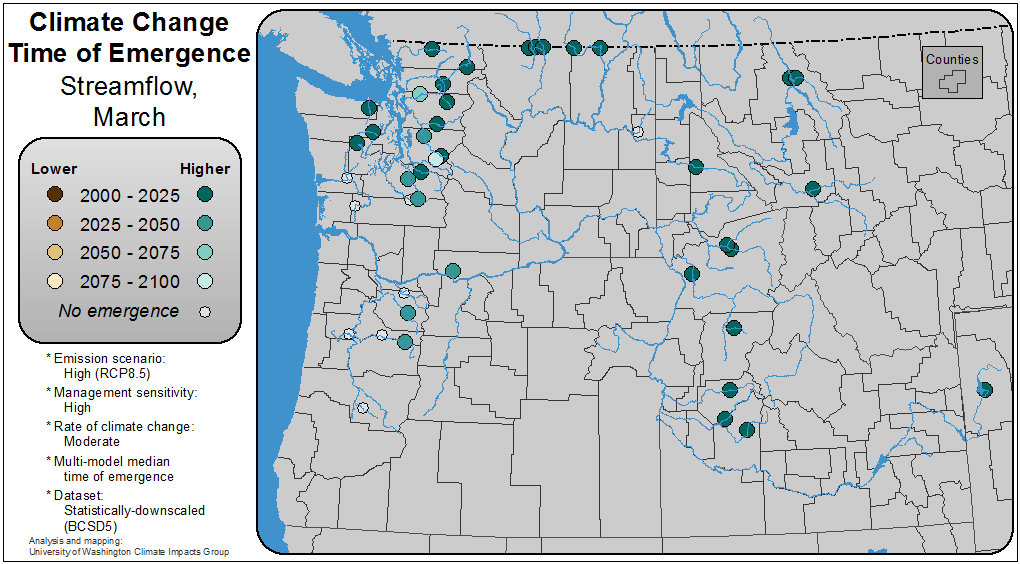 Climate Change
Time of Emergence
Streamflow,
March
Lower Higher
2000 - 2025
2025 - 2050
2050 - 2075
2075 - 2100
No emergence
* Emission scenario:
High (RCP8.5)
* Management sensitivity:
High
* Rate of climate change:
Moderate
* Multi-model median
time of emergence
* Dataset:
Statistically-downscaled
(BCSD5)
Analysis and mapping:
University of Washington Climate Impacts Group
Counties